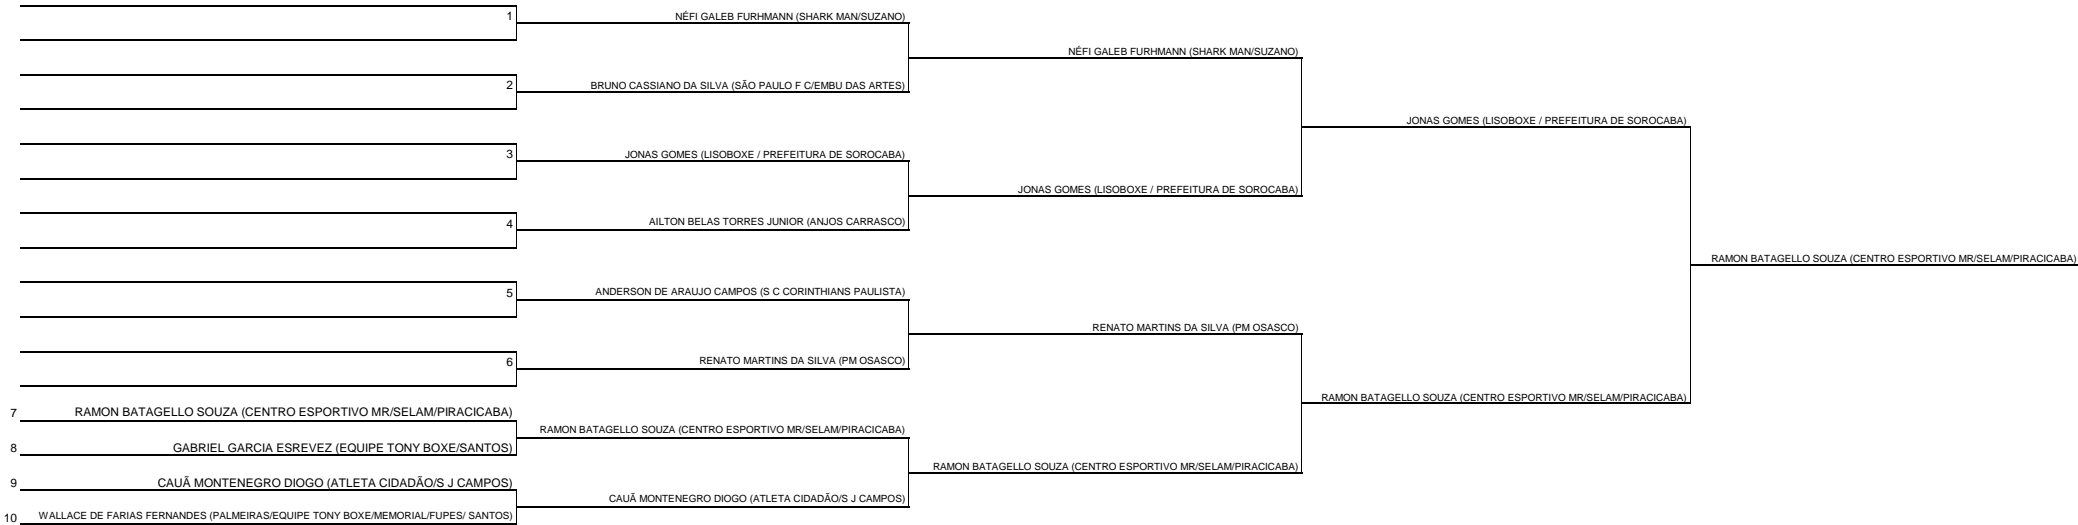 1
NÉFI GALEB FURHMANN (SHARK MAN/SUZANO)
NÉFI GALEB FURHMANN (SHARK MAN/SUZANO)
2
BRUNO CASSIANO DA SILVA (SÃO PAULO F C/EMBU DAS ARTES)
JONAS GOMES (LISOBOXE / PREFEITURA DE SOROCABA)
3
JONAS GOMES (LISOBOXE / PREFEITURA DE SOROCABA)
JONAS GOMES (LISOBOXE / PREFEITURA DE SOROCABA)
4
AILTON BELAS TORRES JUNIOR (ANJOS CARRASCO)
RAMON BATAGELLO SOUZA (CENTRO ESPORTIVO MR/SELAM/PIRACICABA)
5
ANDERSON DE ARAUJO CAMPOS (S C CORINTHIANS PAULISTA)
RENATO MARTINS DA SILVA (PM OSASCO)
6
RENATO MARTINS DA SILVA (PM OSASCO)
RAMON BATAGELLO SOUZA (CENTRO ESPORTIVO MR/SELAM/PIRACICABA)
7 RAMON BATAGELLO SOUZA (CENTRO ESPORTIVO MR/SELAM/PIRACICABA)
RAMON BATAGELLO SOUZA (CENTRO ESPORTIVO MR/SELAM/PIRACICABA)
8 GABRIEL GARCIA ESREVEZ (EQUIPE TONY BOXE/SANTOS)
RAMON BATAGELLO SOUZA (CENTRO ESPORTIVO MR/SELAM/PIRACICABA)
9 CAUÃ MONTENEGRO DIOGO (ATLETA CIDADÃO/S J CAMPOS)
CAUÃ MONTENEGRO DIOGO (ATLETA CIDADÃO/S J CAMPOS)
10 WALLACE DE FARIAS FERNANDES (PALMEIRAS/EQUIPE TONY BOXE/MEMORIAL/FUPES/ SANTOS)